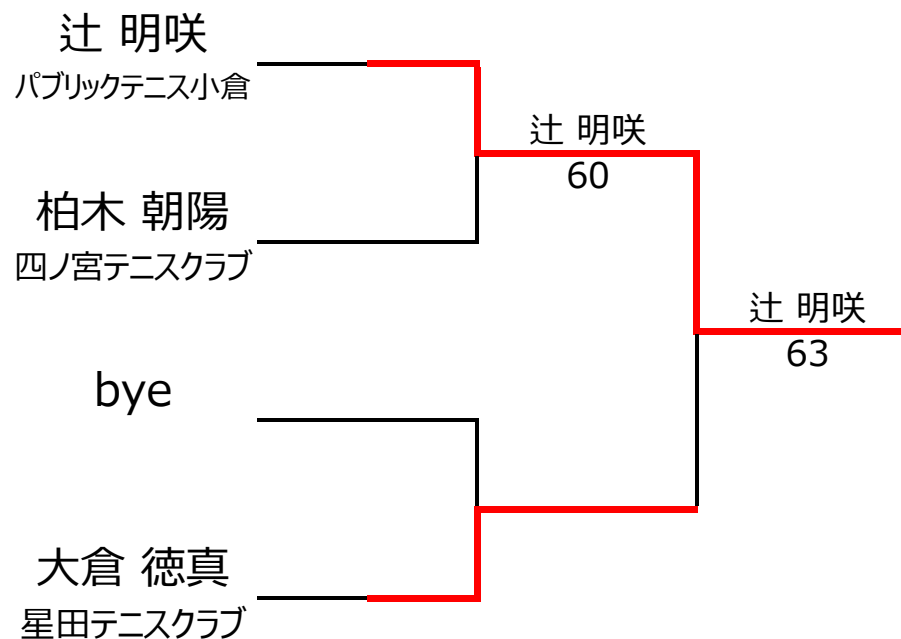 辻 明咲
パブリックテニス小倉
辻 明咲
60
柏木 朝陽
四ノ宮テニスクラブ
辻 明咲
63
bye
大倉 徳真
星田テニスクラブ